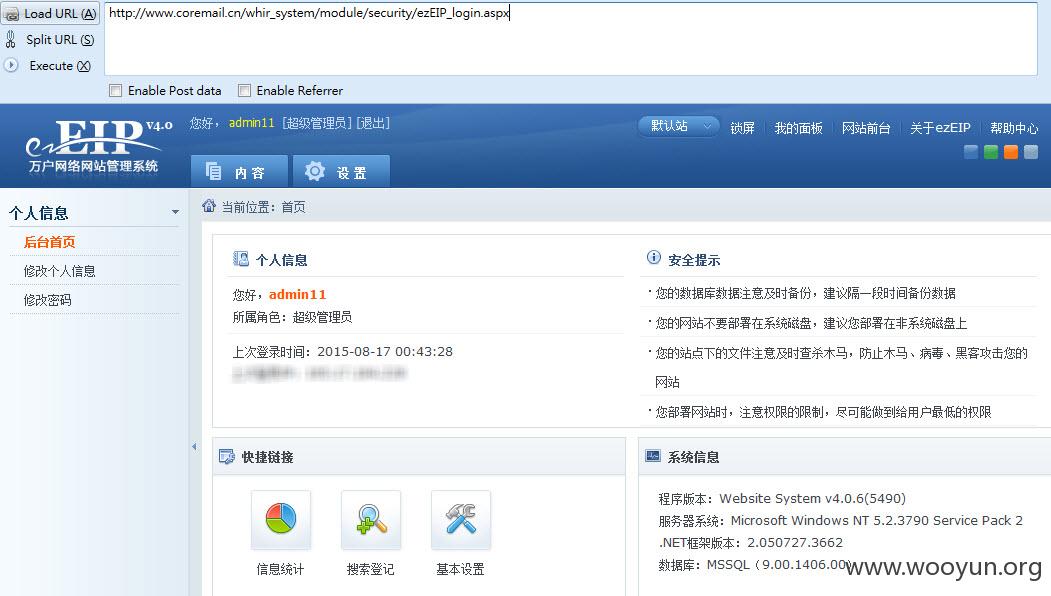 Load URL (A)
http://www.coremail.cn/whir_system/module/security/ezEIP_login.aspx
Split URL (S)
Execute (X)
Enable Post data
Enable Referrer
ezEIP V4.0
万户网络网站管理系统
您好，admin11 [超级管理员] [退出]
默认站
锁屏
我的面板
网站前台
关于ezEIP
帮助中心
内容
设置
个人信息
后台首页
修改个人信息
修改密码
当前位置：首页
个人信息
您好，admin11
所属角色：超级管理员
上次登录时间：2015-08-17 00:43:28
安全提示
·您的数据库数据注意及时备份，建议隔一段时间备份数据
·您的网站不要部署在系统磁盘，建议您部署在非系统磁盘上
·您的站点下的文件注意及时查杀木马，防止木马、病毒、黑客攻击您的
网站
·您部署网站时，注意权限的限制，尽可能做到给用户最低的权限
快捷链接
信息统计
搜索登记
基本设置
系统信息
程序版本：Website System v4.0.6(5490)
服务器系统：Microsoft Windows NT 5.2.3790 Service Pack 2
.NET框架版本：2.050727.3662
数据库：MSSQL（9.00.1406.00）
www.wooyun.org